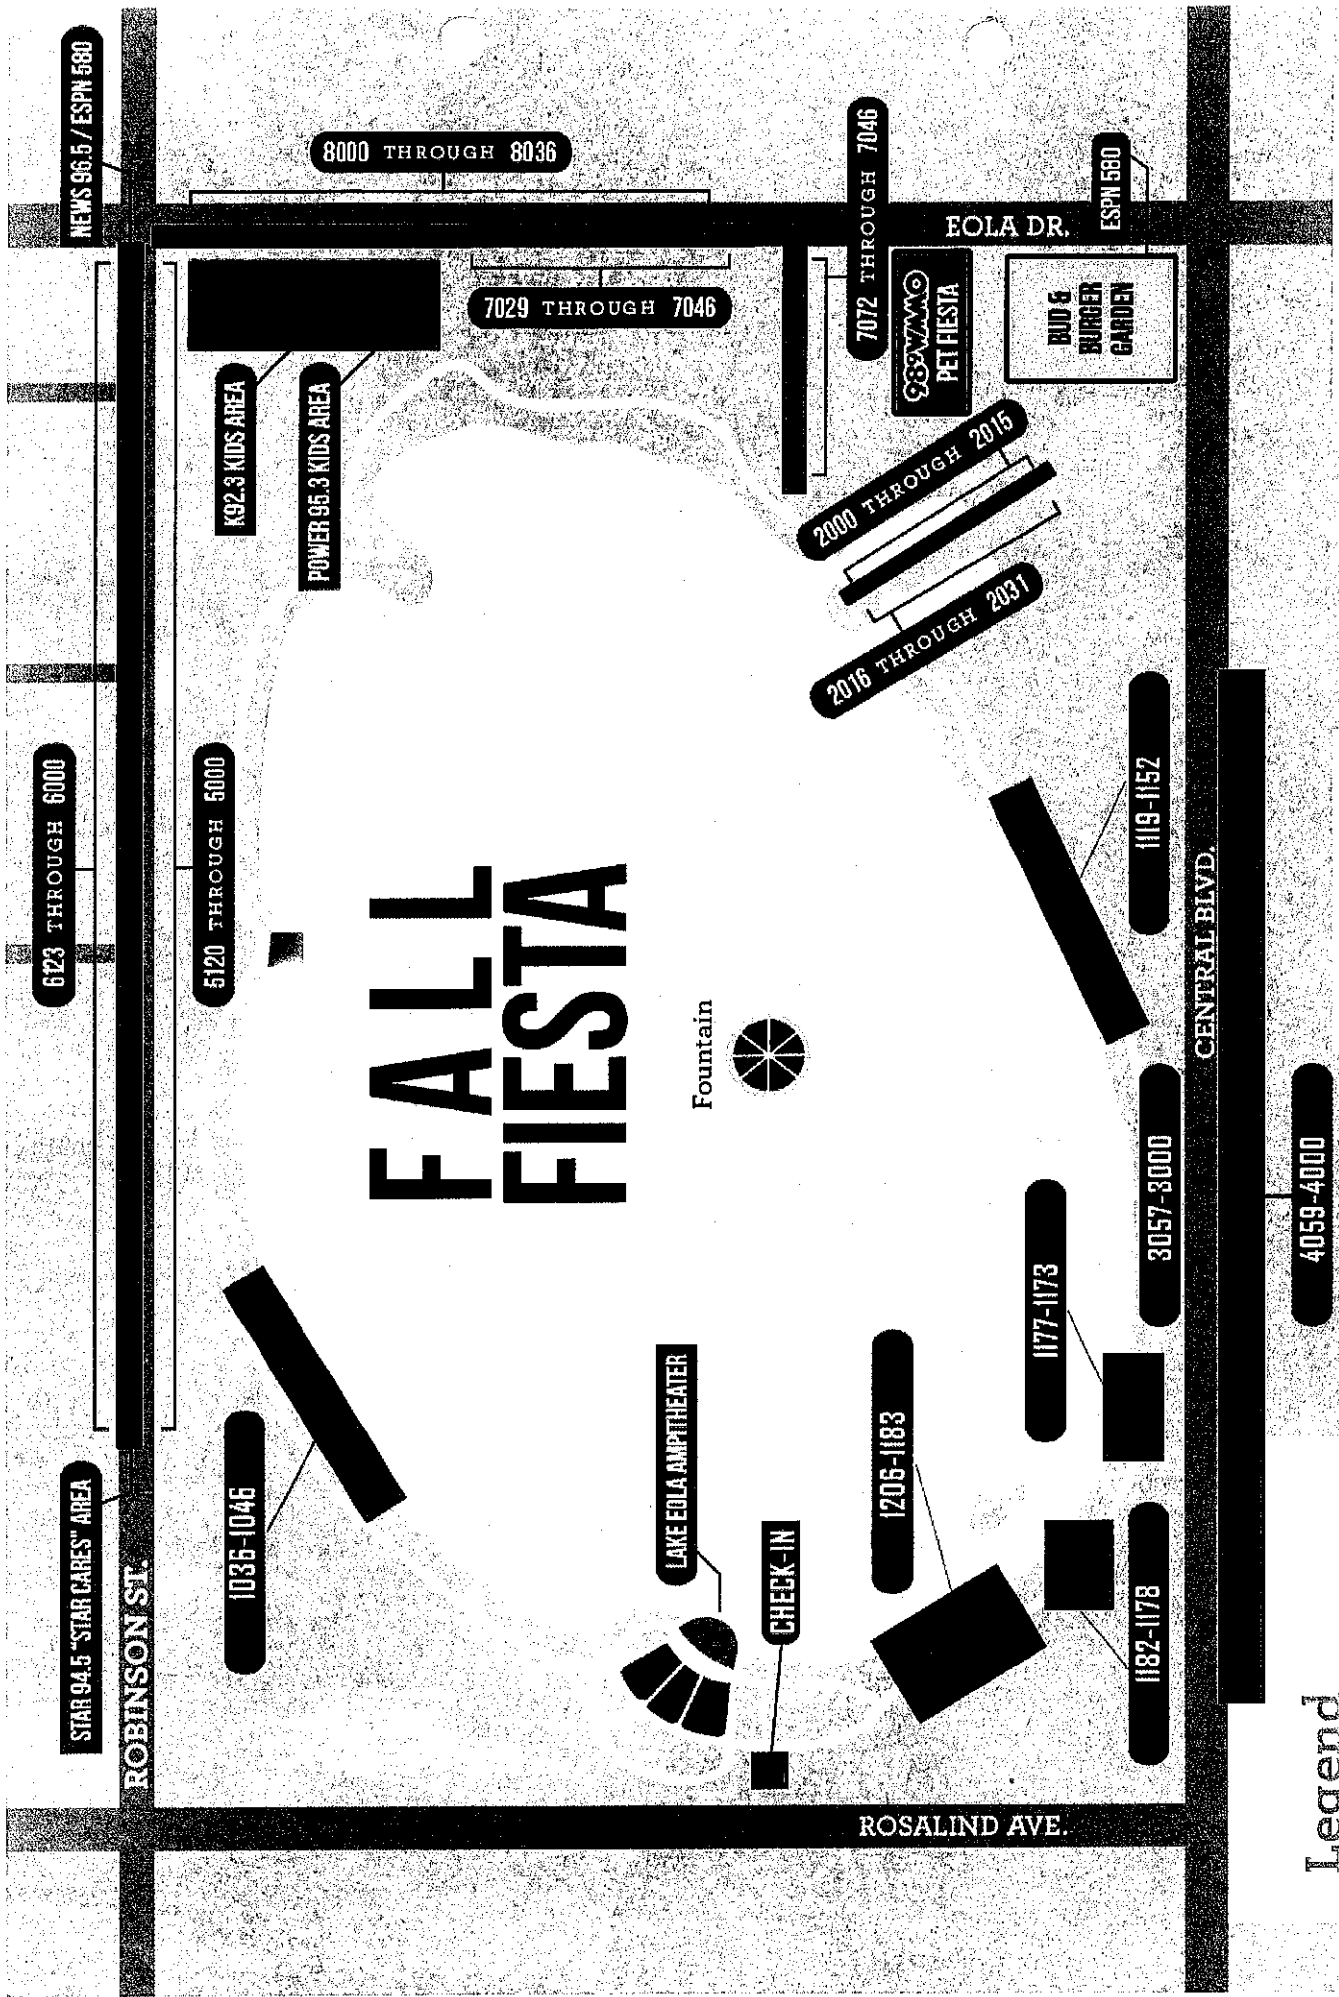 NEWS 96.5 / ESPN 580
8000 THROUGH 8036
7072 THROUGH 7046
EOLA DR.
ESPN 580
7029 THROUGH 7046
989 WMMO
PET FIESTA
BUD &
BURGER
GARDEN
K92.3 KIDS AREA
POWER 95.3 KIDS AREA
2000 THROUGH 2015
2016 THROUGH 2031
6123 THROUGH 6000
5120 THROUGH 5000
1119-1152
CENTRAL BLVD.
FALL
FIESTA
Fountain
3057-3000
4059-4000
1177-1173
LAKE EOLA AMPITHEATER
1206-1183
STAR 94.5 "STAR CARES" AREA
ROBINSON ST.
1036-1046
CHECK-IN
1182-1178
ROSALIND AVE.
Legend